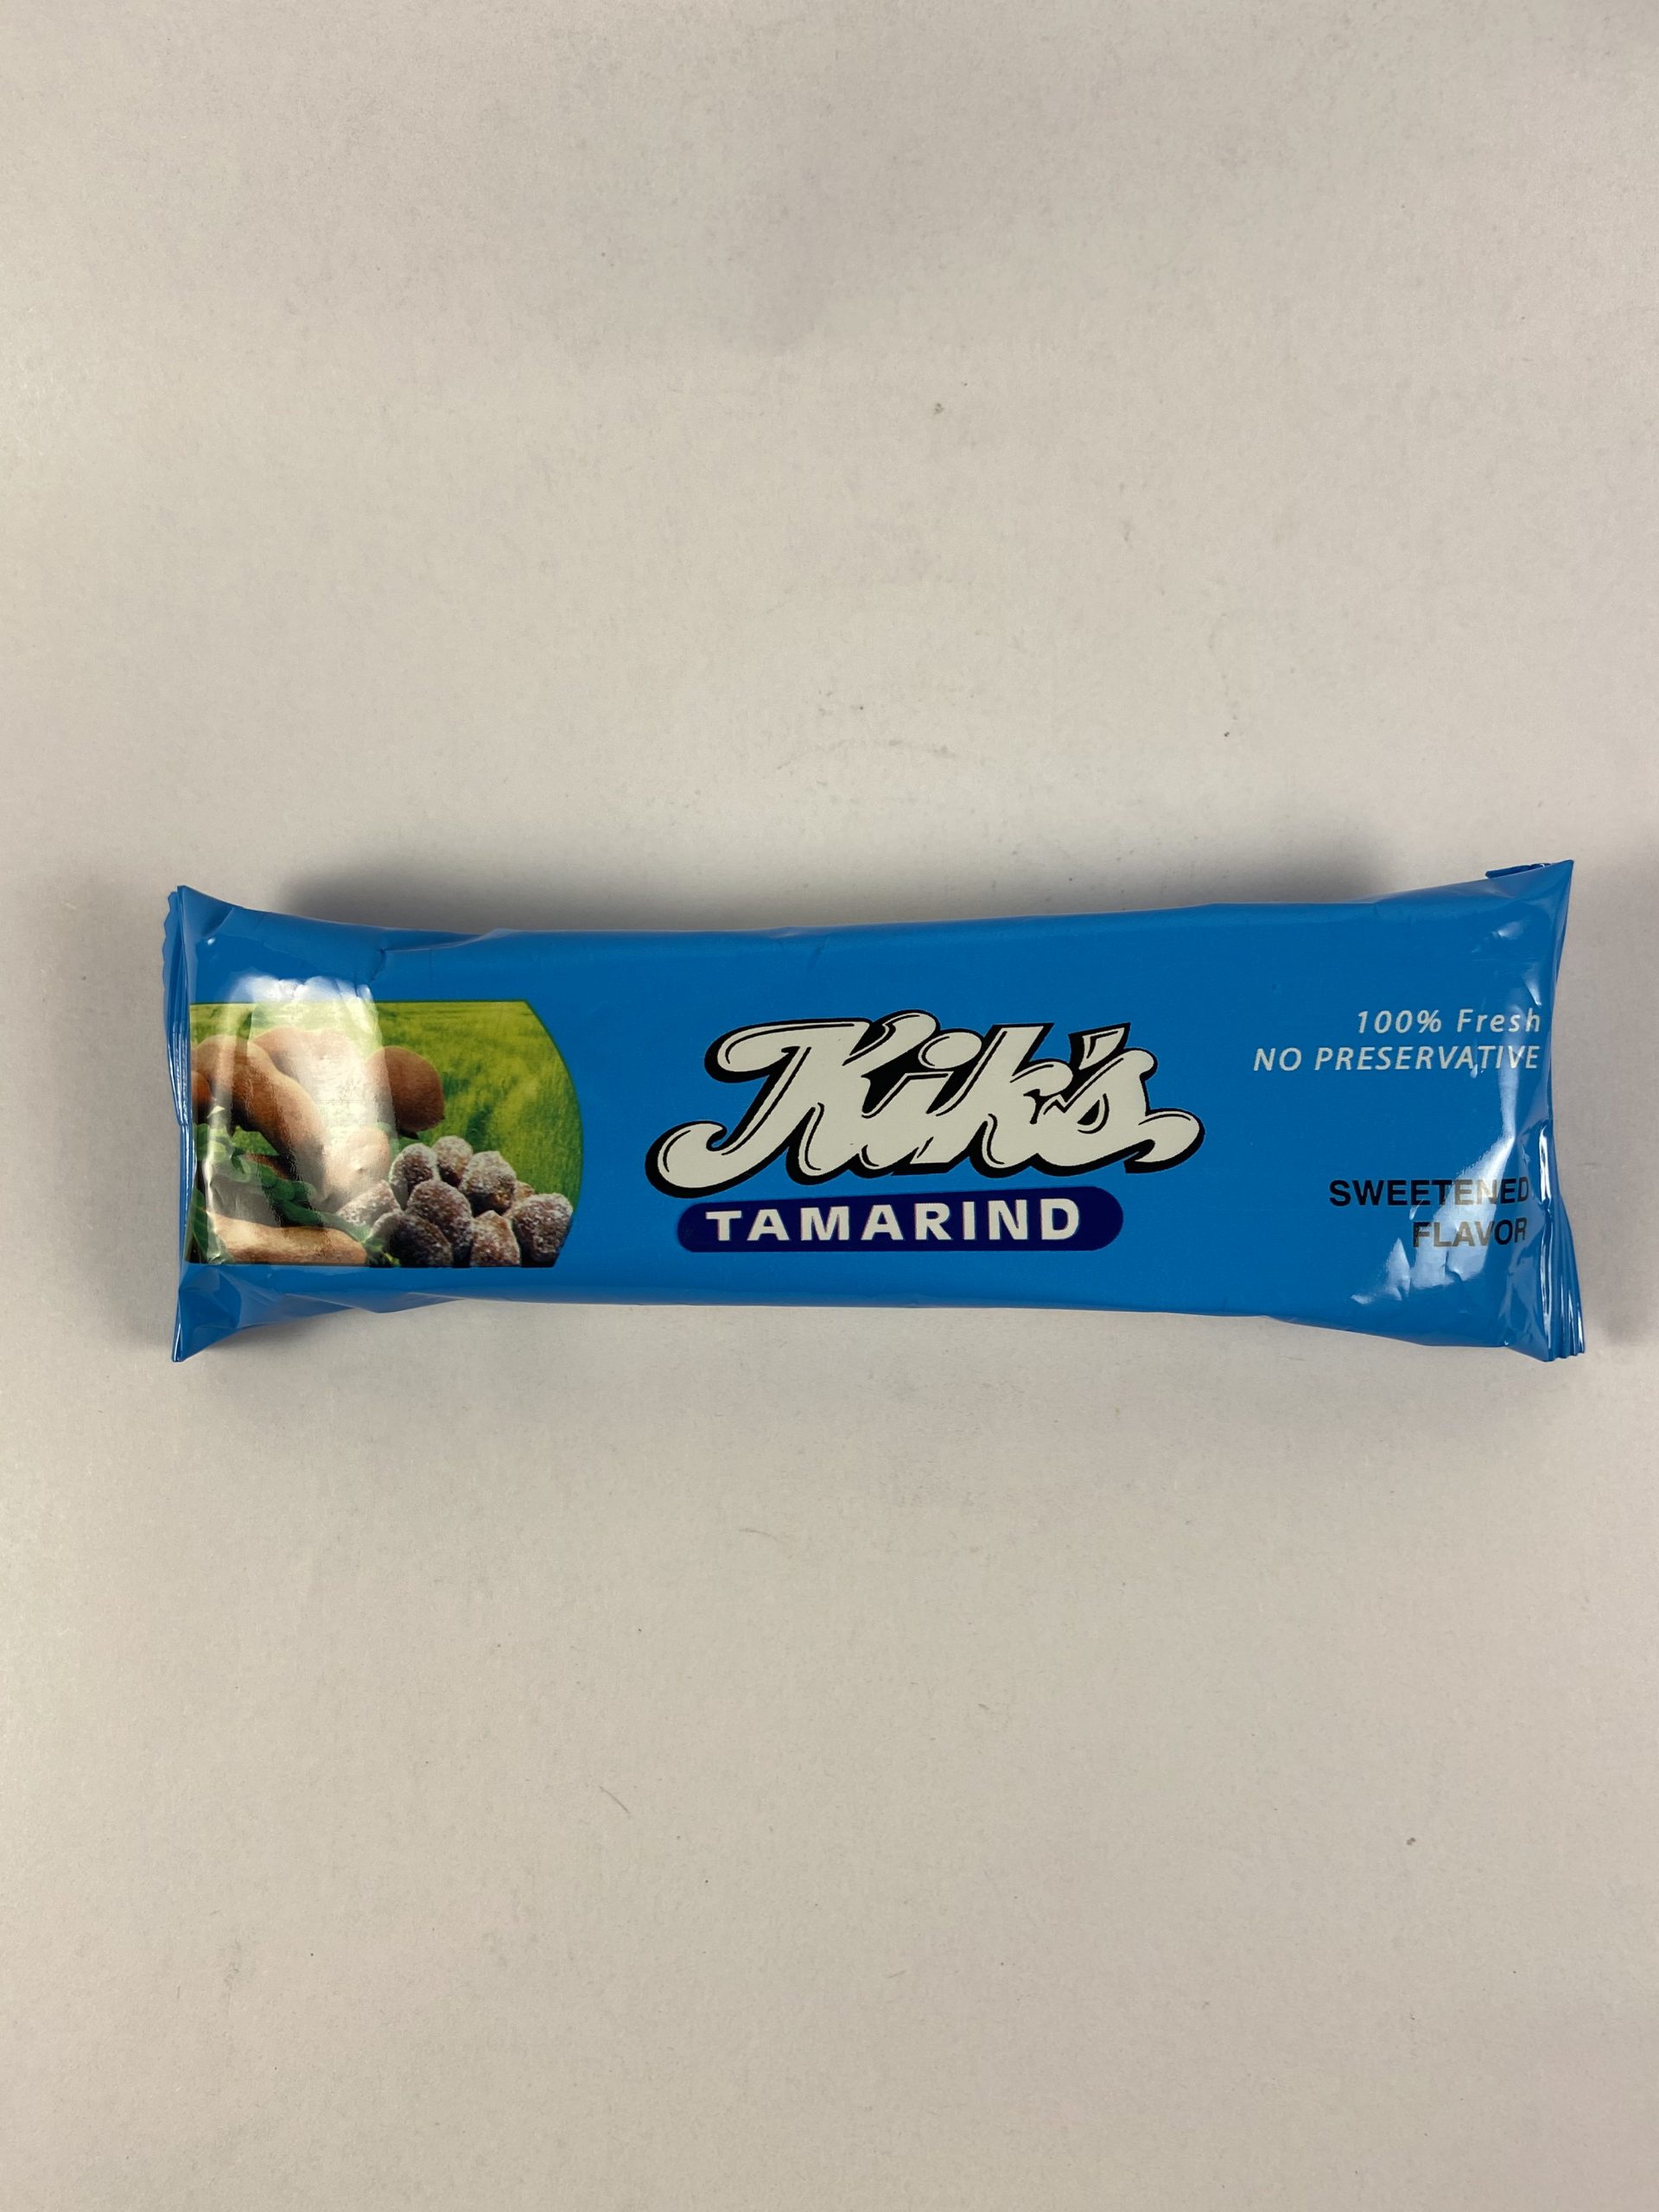 Kik's
TAMARIND
100% Fresh
NO PRESERVATIVE
SWEETENED
FLAVOR